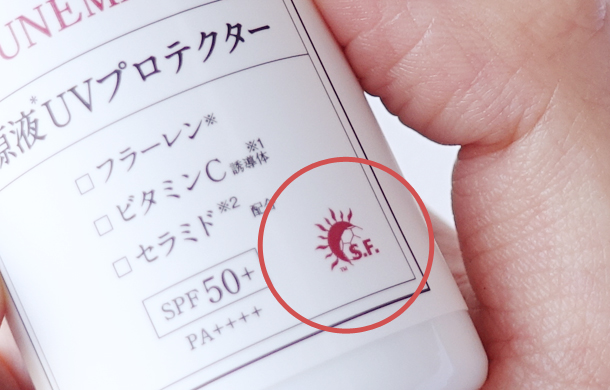 UNEM
原液*UVプロテクター
□フラーレン※
□ビタミンC誘導体※1
□セラミド※2 配合
SPF50+
PA++++
S.F.
TM